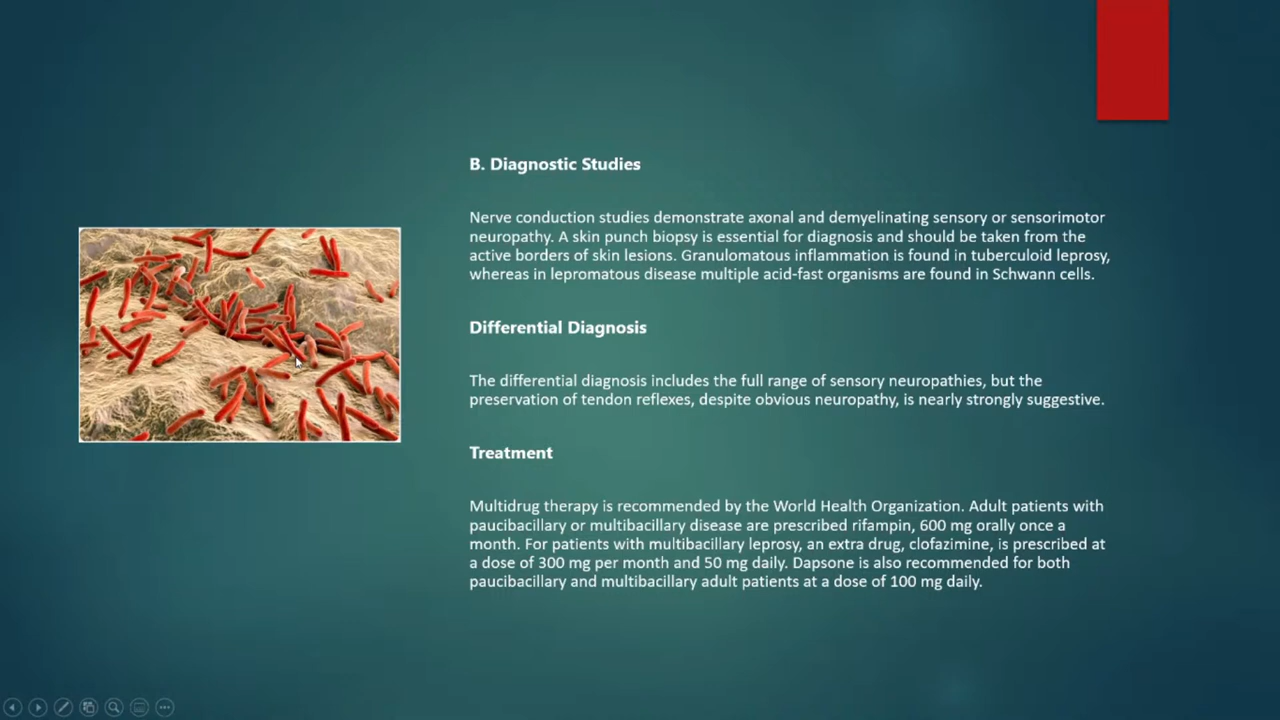 B. Diagnostic Studies
Nerve conduction studies demonstrate axonal and demyelinating sensory or sensorimotor
neuropathy. A skin punch biopsy is essential for diagnosis and should be taken from the
active borders of skin lesions. Granulomatous inflammation is found in tuberculoid leprosy,
whereas in lepromatous disease multiple acid-fast organisms are found in Schwann cells.
Differential Diagnosis
The differential diagnosis includes the full range of sensory neuropathies, but the
preservation of tendon reflexes, despite obvious neuropathy, is nearly strongly suggestive.
Treatment
Multidrug therapy is recommended by the World Health Organization. Adult patients with
paucibacillary or multibacillary disease are prescribed rifampin, 600 mg orally once a
month. For patients with multibacillary leprosy, an extra drug, clofazimine, is prescribed at
a dose of 300 mg per month and 50 mg daily. Dapsone is also recommended for both
paucibacillary and multibacillary adult patients at a dose of 100 mg daily.